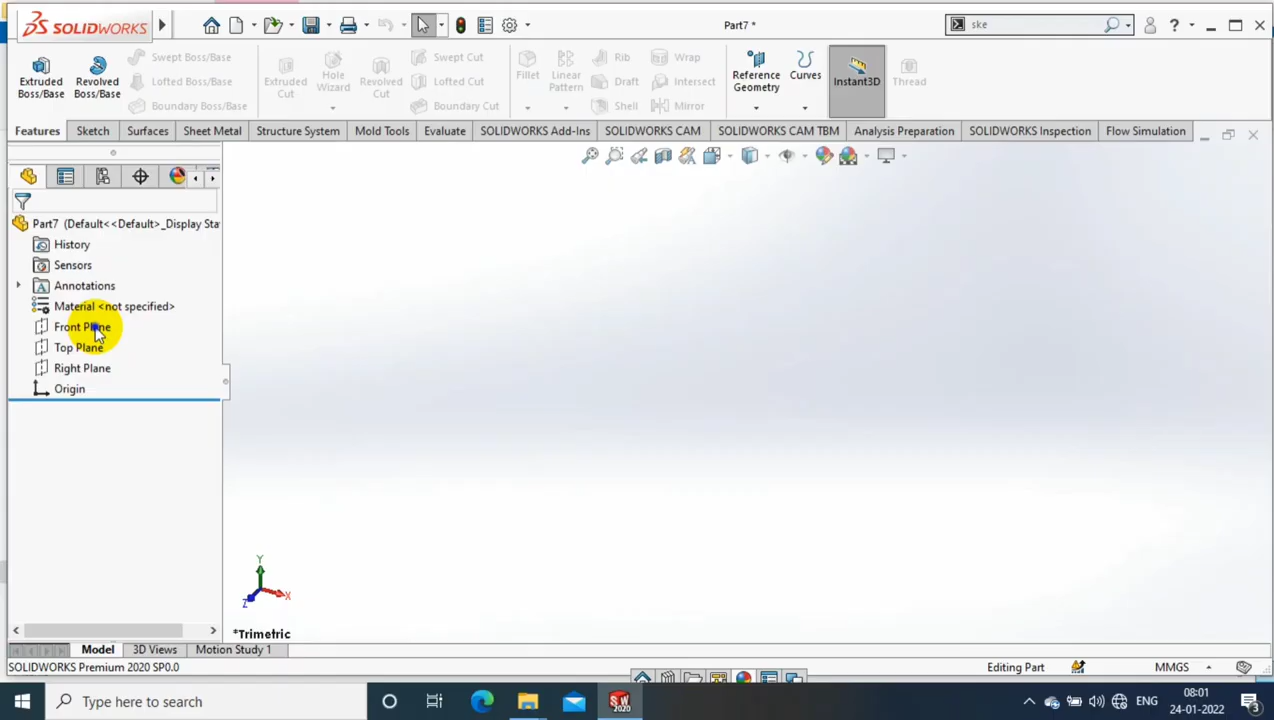 SOLIDWORKS
Part7 *
ske
Extruded Boss/Base
Revolved Boss/Base
Swept Boss/Base
Lofted Boss/Base
Boundary Boss/Base
Extruded Cut
Hole Wizard
Revolved Cut
Swept Cut
Lofted Cut
Boundary Cut
Fillet
Linear Pattern
Rib
Draft
Shell
Wrap
Intersect
Mirror
Reference Geometry
Curves
Instant3D
Thread
Features Sketch Surfaces Sheet Metal Structure System Mold Tools Evaluate SOLIDWORKS Add-Ins SOLIDWORKS CAM SOLIDWORKS CAM TBM Analysis Preparation SOLIDWORKS Inspection Flow Simulation
Part7 (Default<<Default>_Display Sta
History
Sensors
Annotations
Material <not specified>
Front Plane
Top Plane
Right Plane
Origin
Y
X
Z
*Trimetric
Model 3D Views Motion Study 1
SOLIDWORKS Premium 2020 SP0.0
Editing Part
MMGS
Type here to search
ENG
08:01
24-01-2022